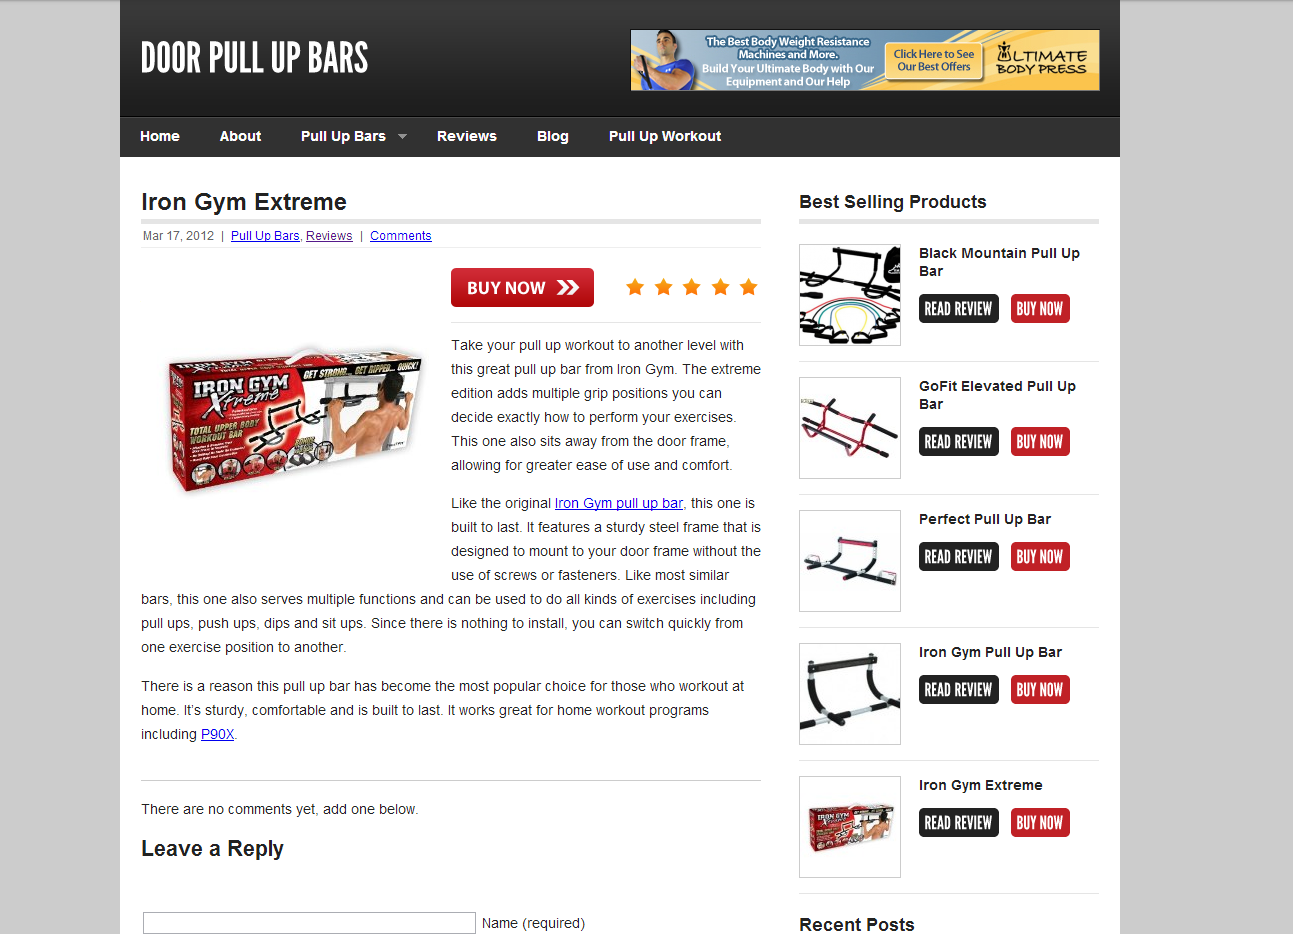 DOOR PULL UP BARS
The Best Body Weight Resistance
Machines and More.
Build Your Ultimate Body with Our
Equipment and Our Help
Click Here to See
Our Best Offers
ULTIMATE
BODY PRESS
Home About Pull Up Bars Reviews Blog Pull Up Workout
Iron Gym Extreme
Mar 17, 2012 | Pull Up Bars, Reviews | Comments
BUY NOW
IRON GYM
Xtreme
TOTAL UPPER BODY
WORKOUT BAR
GET STRONG... GET RIPPED... QUICK!
Take your pull up workout to another level with
this great pull up bar from Iron Gym. The extreme
edition adds multiple grip positions you can
decide exactly how to perform your exercises.
This one also sits away from the door frame,
allowing for greater ease of use and comfort.
Like the original Iron Gym pull up bar, this one is
built to last. It features a sturdy steel frame that is
designed to mount to your door frame without the
use of screws or fasteners. Like most similar
bars, this one also serves multiple functions and can be used to do all kinds of exercises including
pull ups, push ups, dips and sit ups. Since there is nothing to install, you can switch quickly from
one exercise position to another.
There is a reason this pull up bar has become the most popular choice for those who workout at
home. It's sturdy, comfortable and is built to last. It works great for home workout programs
including P90X.
There are no comments yet, add one below.
Leave a Reply
Name (required)
Best Selling Products
Black Mountain Pull Up
Bar
READ REVIEW BUY NOW
GoFit Elevated Pull Up
Bar
READ REVIEW BUY NOW
Perfect Pull Up Bar
READ REVIEW BUY NOW
Iron Gym Pull Up Bar
READ REVIEW BUY NOW
Iron Gym Extreme
READ REVIEW BUY NOW
IRON GYM
Xtreme
Recent Posts